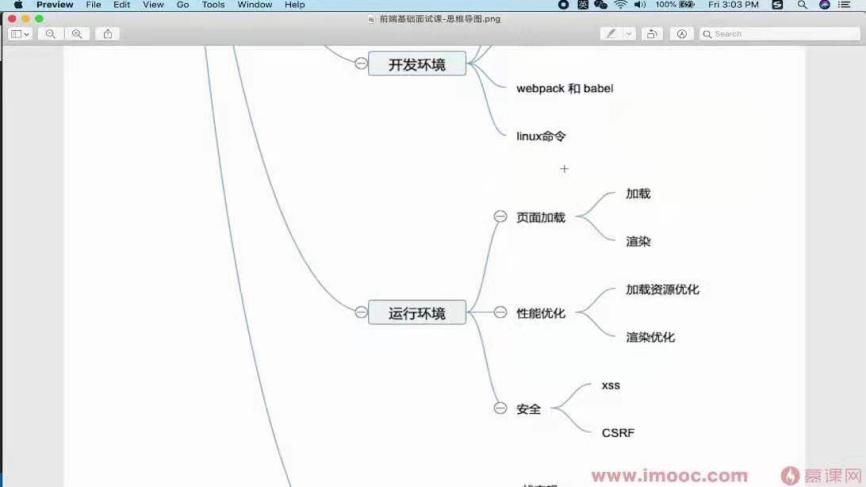 Preview File Edit View Go Tools Window Help 100% Fri 3:03 PM
前端基础面试课-思维导图.png
Search
开发环境
webpack 和 babel
linux命令
加载
页面加载
渲染
加载资源优化
运行环境
性能优化
渲染优化
xss
安全
CSRF
www.imooc.com 慕课网